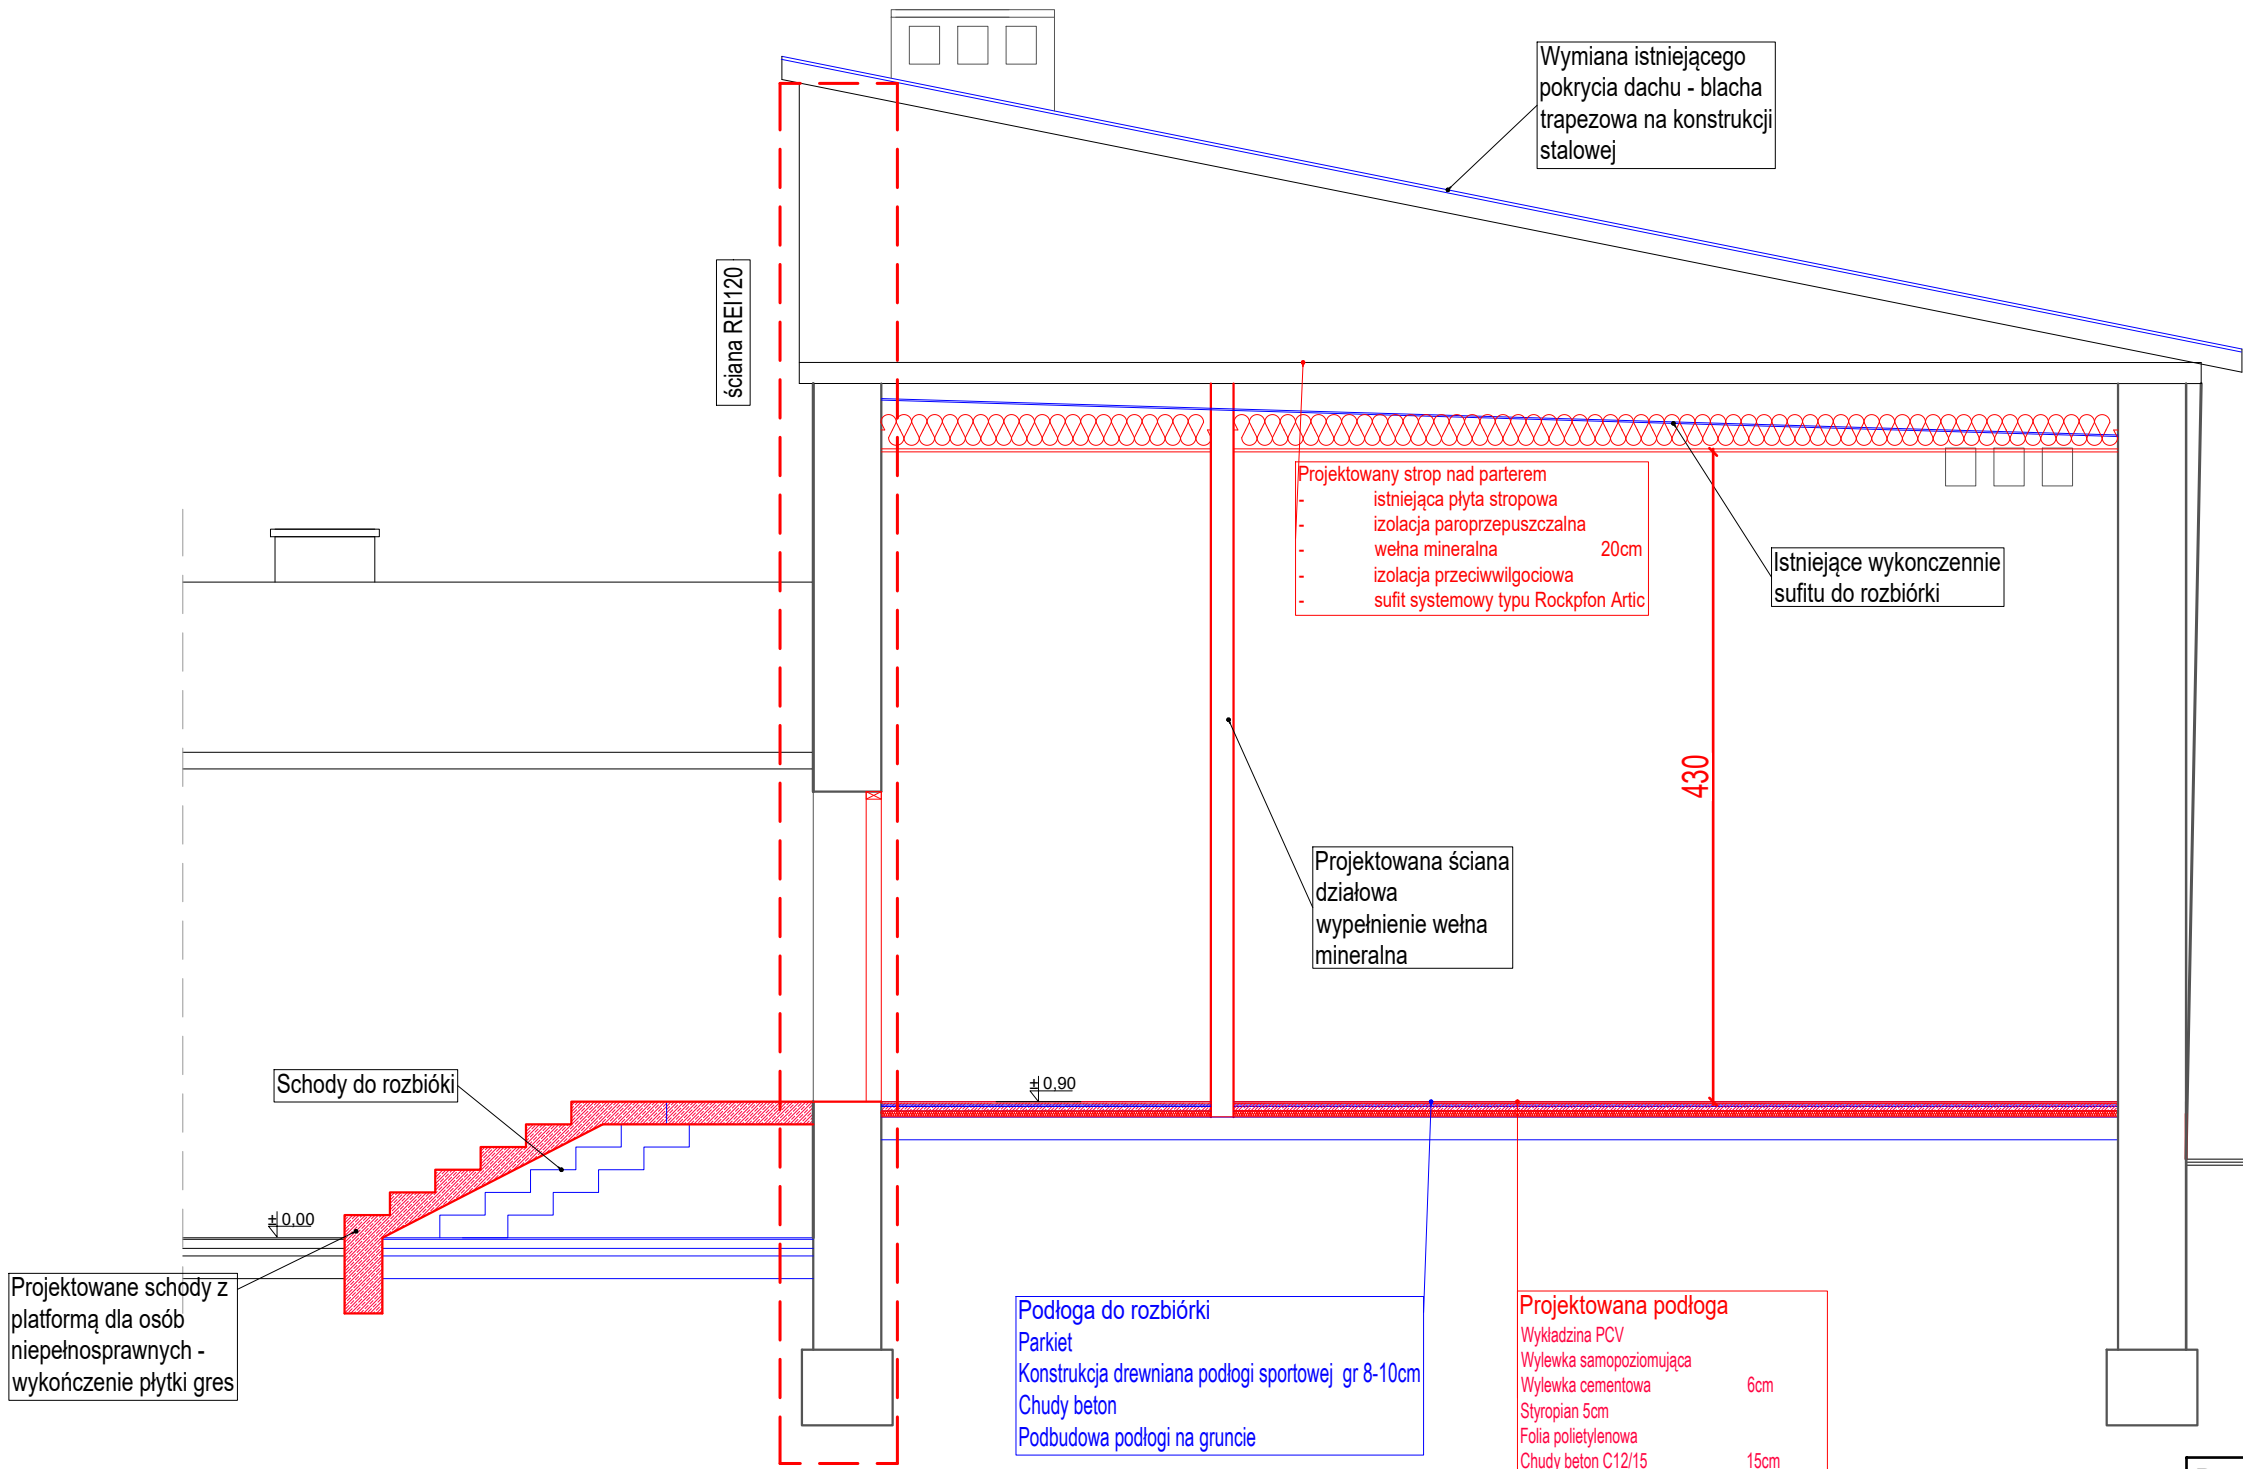 Wymiana istniejącego
pokrycia dachu - blacha
trapezowa na konstrukcji
stalowej
ściana REI120
Projektowany strop nad parterem
- istniejąca płyta stropowa
- izolacja paroprzepuszczalna
- wełna mineralna 20cm
- izolacja przeciwwilgociowa
- sufit systemowy typu Rockpfon Artic
Istniejące wykonczennie
sufitu do rozbiórki
430
Projektowana ściana
działowa
wypełnienie wełna
mineralna
Schody do rozbióki
±0,90
±0,00
Projektowane schody z
platformą dla osób
niepełnosprawnych -
wykończenie płytki gres
Podłoga do rozbiórki
Parkiet
Konstrukcja drewniana podłogi sportowej gr 8-10cm
Chudy beton
Podbudowa podłogi na gruncie
Projektowana podłoga
Wykładzina PCV
Wylewka samopoziomująca
Wylewka cementowa 6cm
Styropian 5cm
Folia polietylenowa
Chudy beton C12/15 15cm